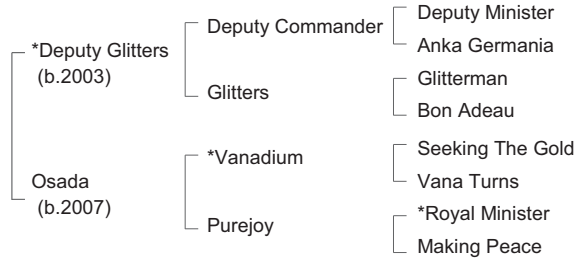 *Deputy Glitters
(b.2003)
Osada
(b.2007)
Deputy Commander
Glitters
*Vanadium
Purejoy
Deputy Minister
Anka Germania
Glitterman
Bon Adeau
Seeking The Gold
Vana Turns
*Royal Minister
Making Peace